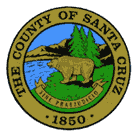 THE COUNTY OF SANTA CRUZ
· 1850 ·